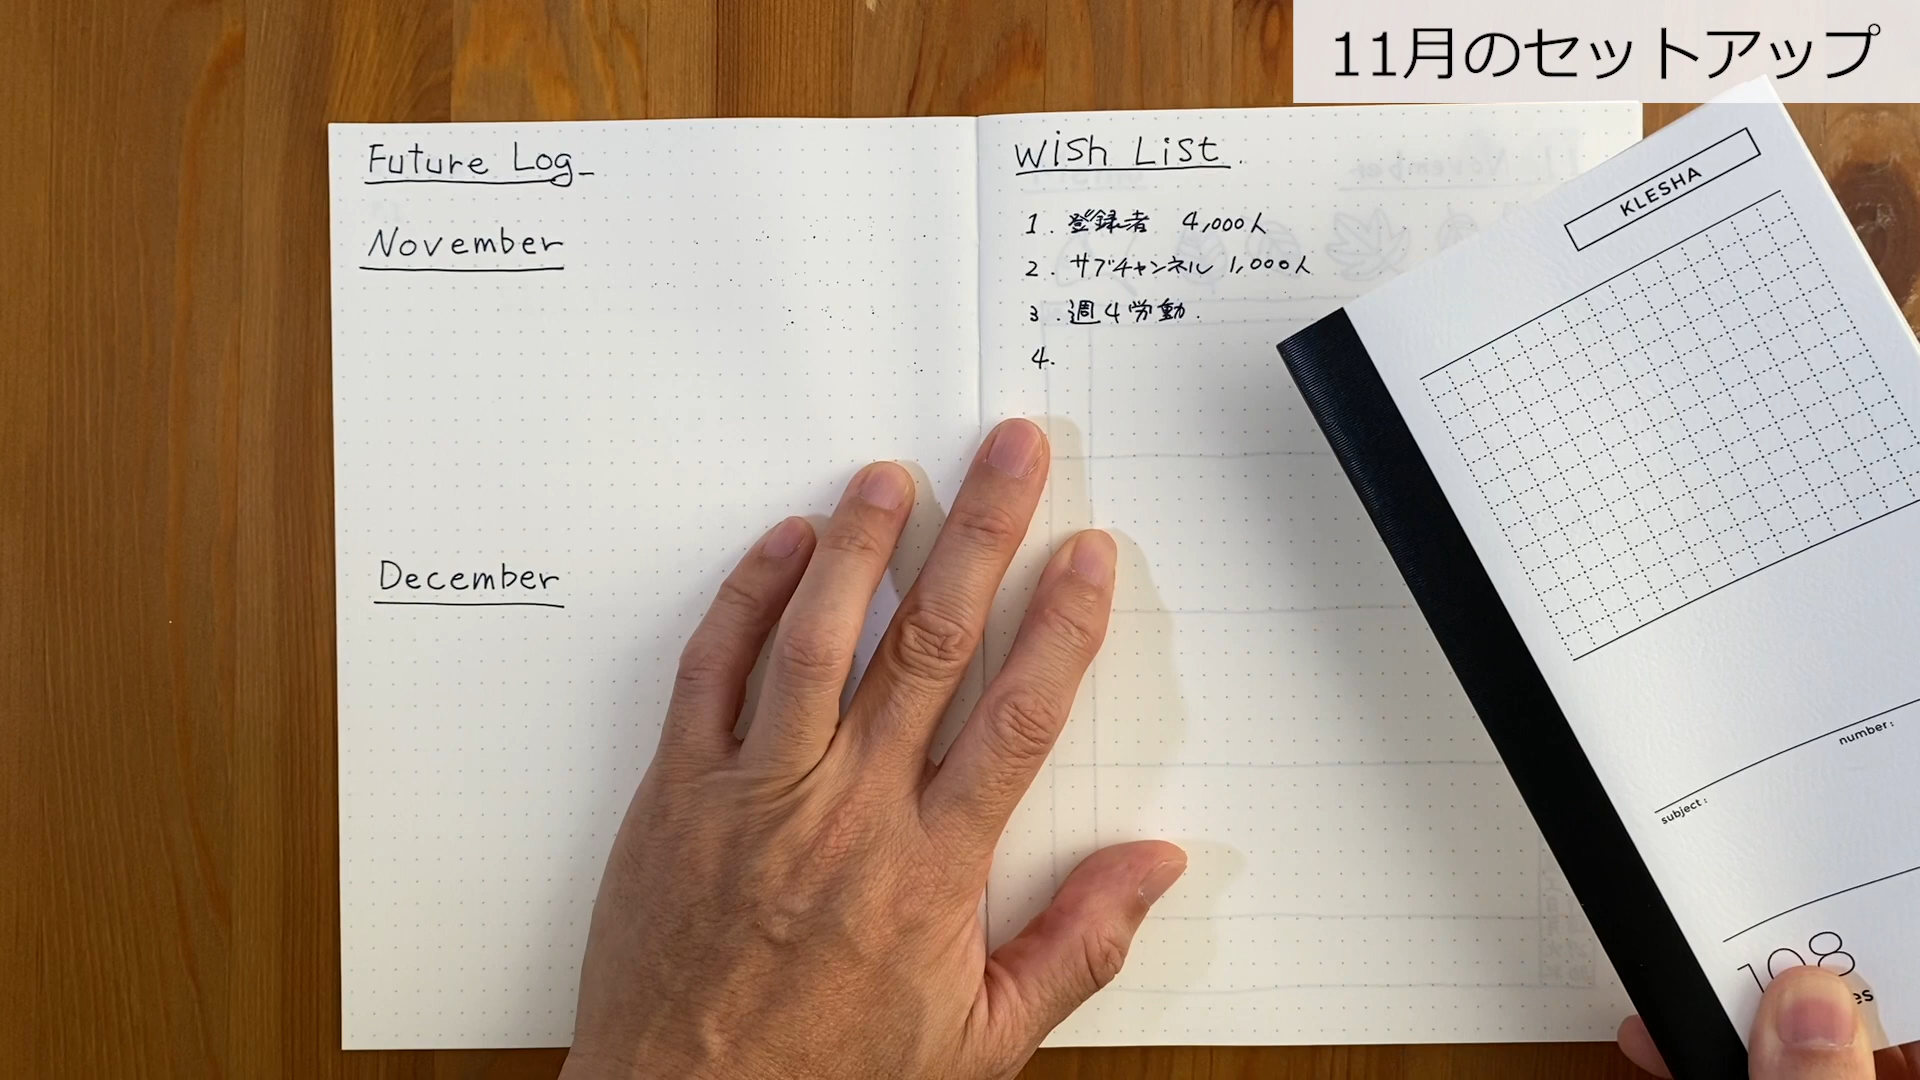 11月のセットアップ
Future Log
November
December
Wish List.
1. 登録者 4,000人
2. サブチャンネル 1,000人
3. 週4労働.
4.
KLESHA
number:
subject:
108